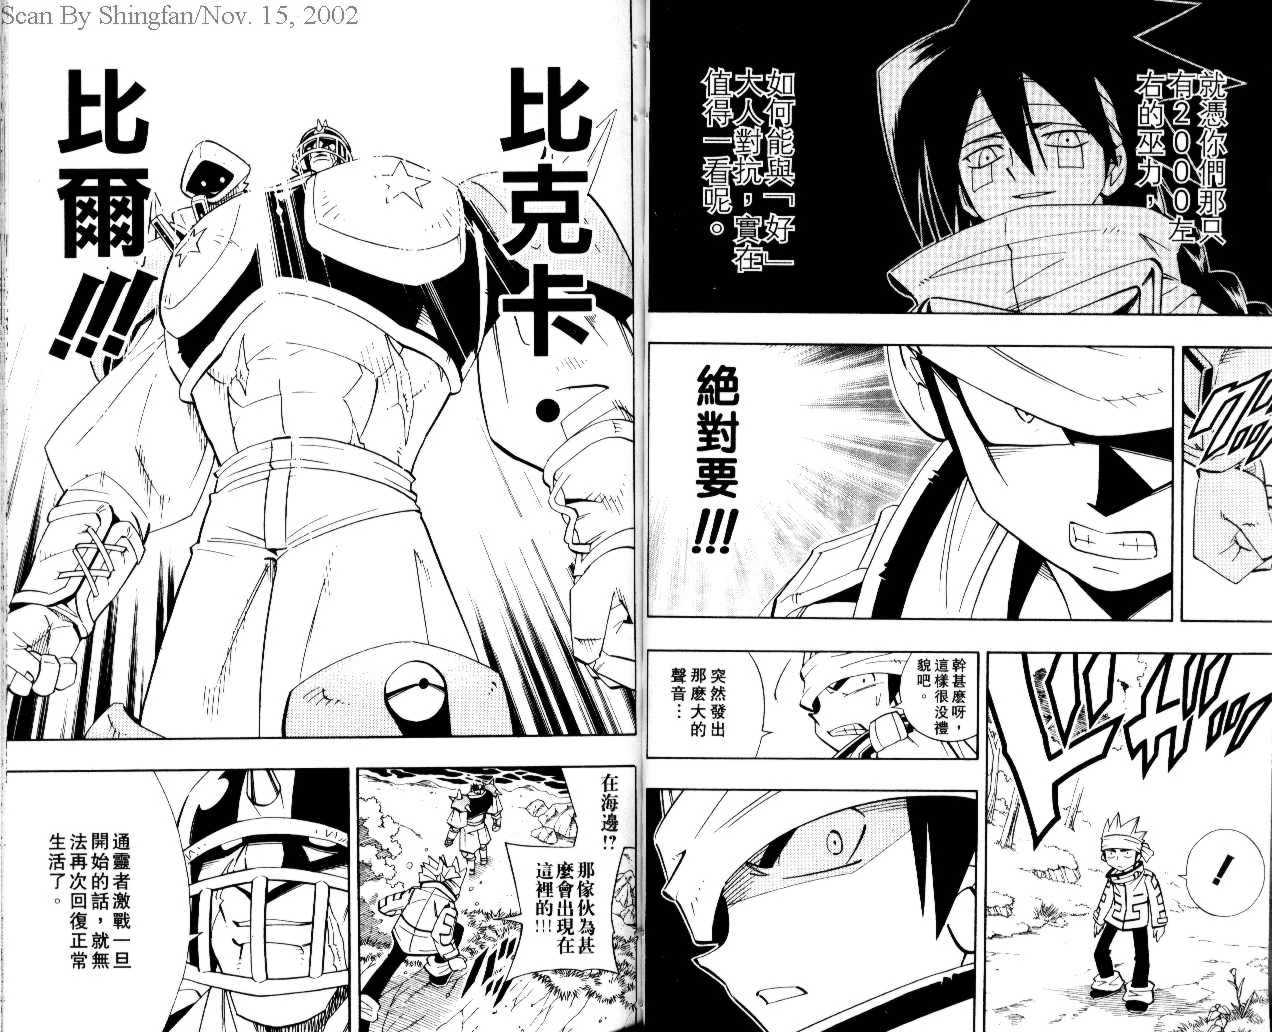 Scan By Shingfan/Nov. 15, 2002
就憑你們那只
有2000左
右的巫力，
如何能與「好」
大人對抗，實在
值得一看呢。
絕對要!!!
！
幹甚麽呀，
這樣很没禮
貌吧。
突然發出
那麽大的
聲音…
比克卡・
比爾!!!
在海邊!?
那傢伙為甚
麼會出現在
這裡的!!!
通靈者激戰一旦
開始的話，就無
法再次回復正常
生活了。